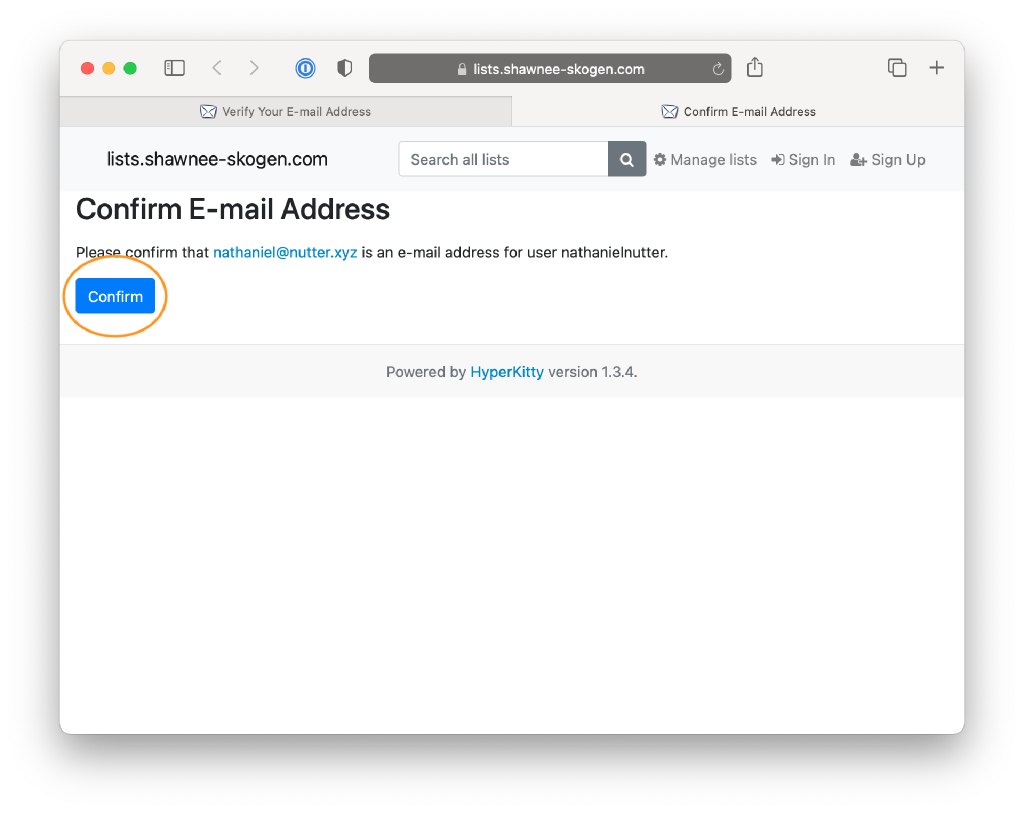 lists.shawnee-skogen.com
Verify Your E-mail Address
Confirm E-mail Address
lists.shawnee-skogen.com
Search all lists
Manage lists
Sign In
Sign Up
Confirm E-mail Address
Please confirm that nathaniel@nutter.xyz is an e-mail address for user nathanielnutter.
Confirm
Powered by HyperKitty version 1.3.4.